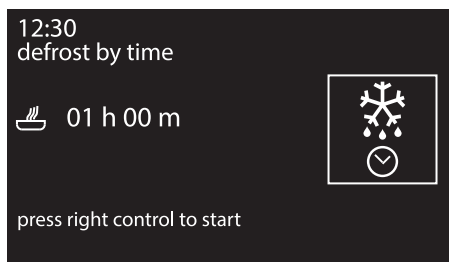 12:30
defrost by time
01 h 00 m
press right control to start